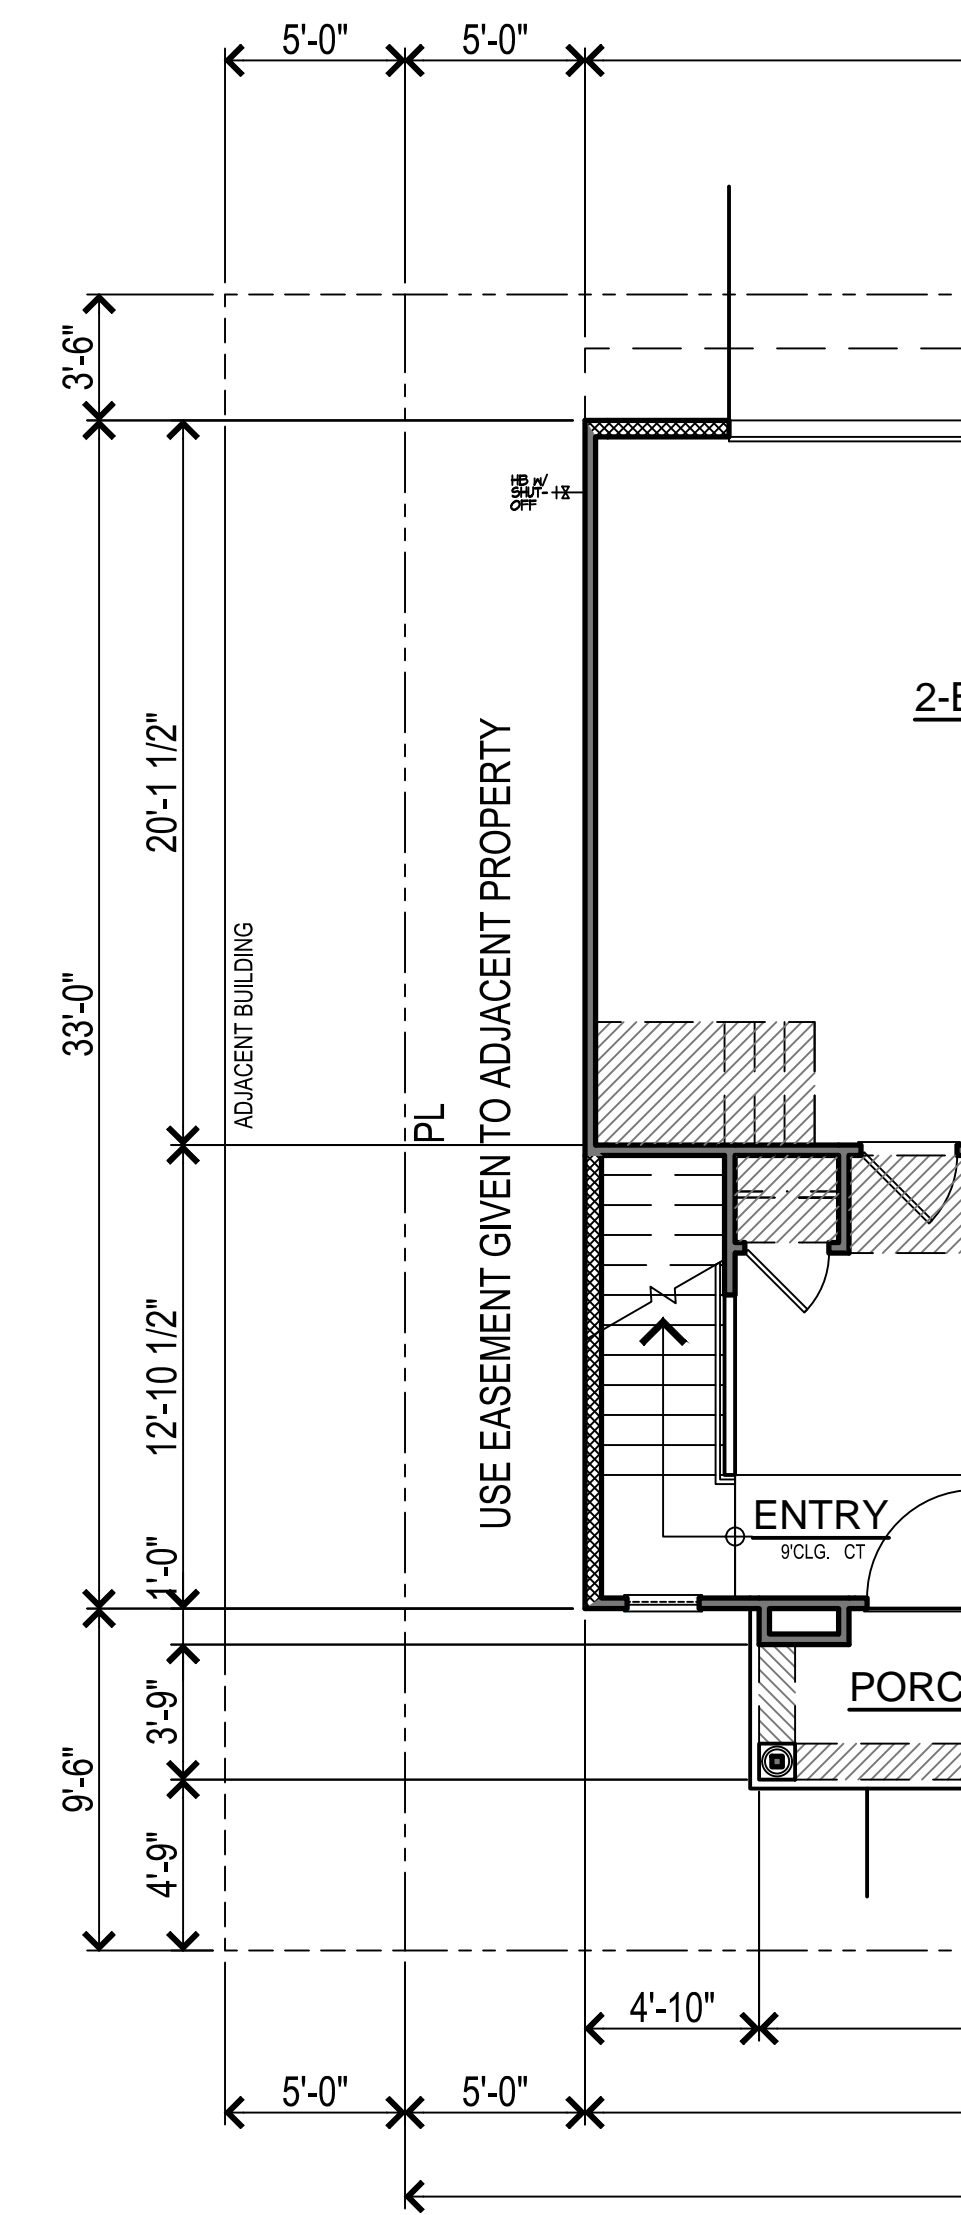 5'-0" 5'-0"
3'-6"
HB W/
SHUT-
OFF
2-
20'-1 1/2"
USE EASEMENT GIVEN TO ADJACENT PROPERTY
ADJACENT BUILDING
33'-0"
PL
12'-10 1/2"
ENTRY
9'CLG. CT
1'-0"
PORC
3'-9"
9'-6"
4'-9"
4'-10"
5'-0" 5'-0"